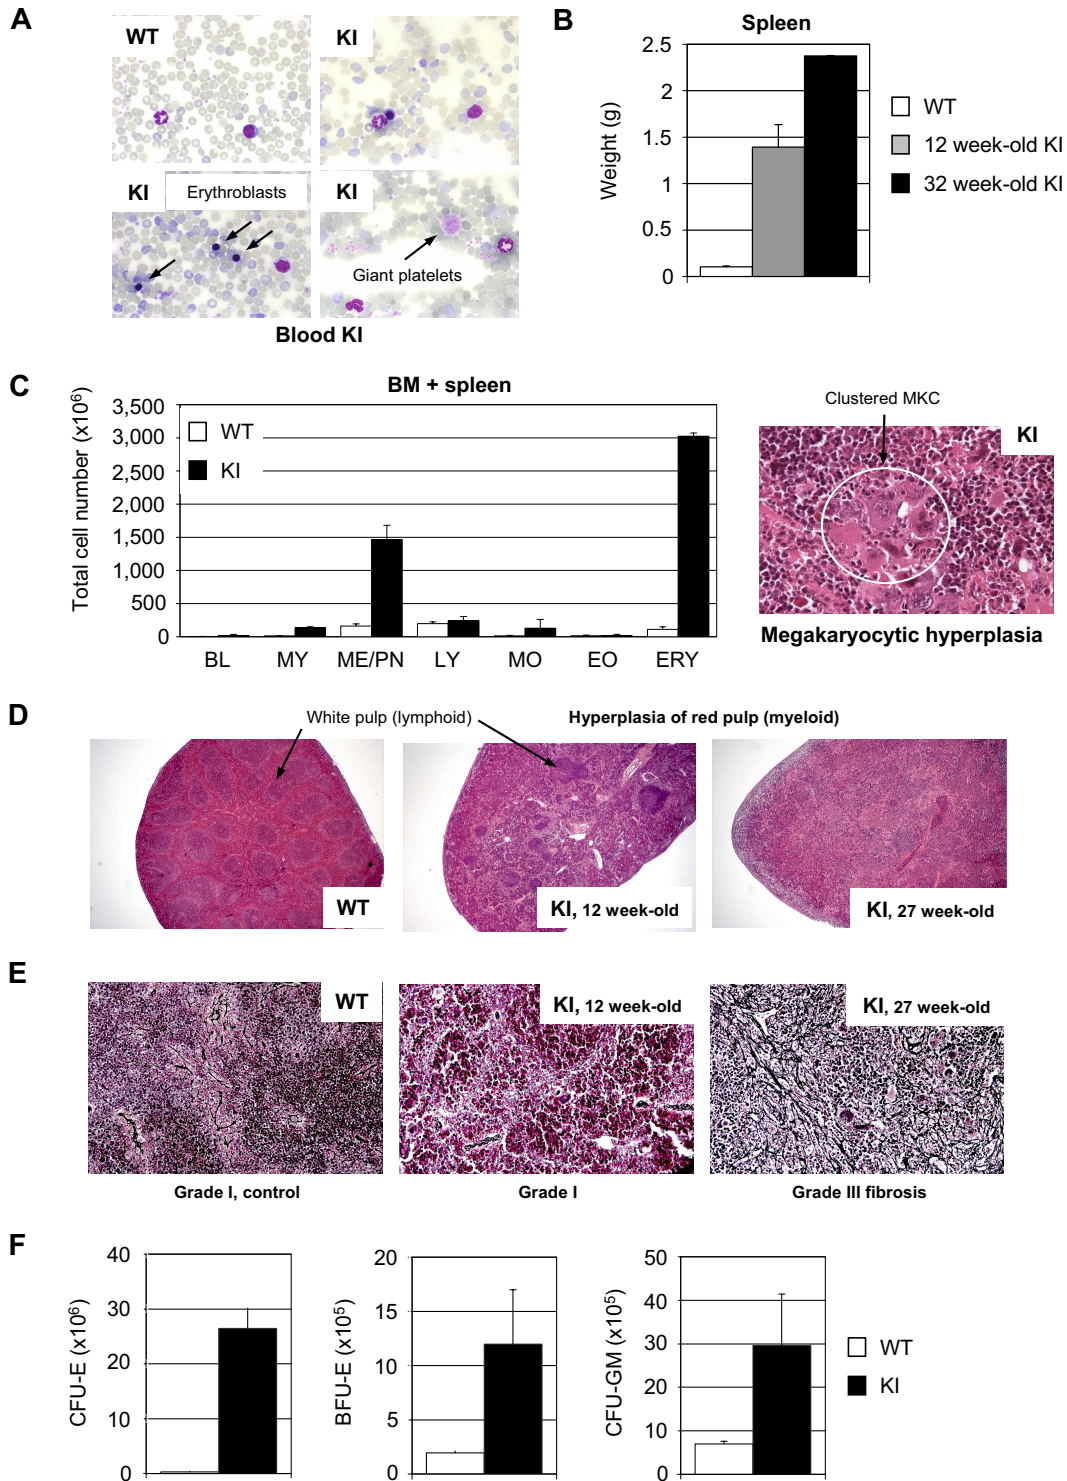 A
WT
KI
KI
Erythroblasts
KI
Giant platelets
Blood KI
B
Spleen
Weight (g)
2.5
2
1.5
1
0.5
0
WT
12 week-old KI
32 week-old KI
C
BM + spleen
Total cell number (x10⁶)
3,500
3,000
2,500
2,000
1,500
1,000
500
0
WT
KI
BL MY ME/PN LY MO EO ERY
Clustered MKC
KI
Megakaryocytic hyperplasia
D
White pulp (lymphoid)
Hyperplasia of red pulp (myeloid)
WT
KI, 12 week-old
KI, 27 week-old
E
WT
KI, 12 week-old
KI, 27 week-old
Grade I, control
Grade I
Grade III fibrosis
F
CFU-E (x10⁶)
40
30
20
10
0
BFU-E (x10⁵)
20
15
10
5
0
CFU-GM (x10⁵)
50
40
30
20
10
0
WT
KI